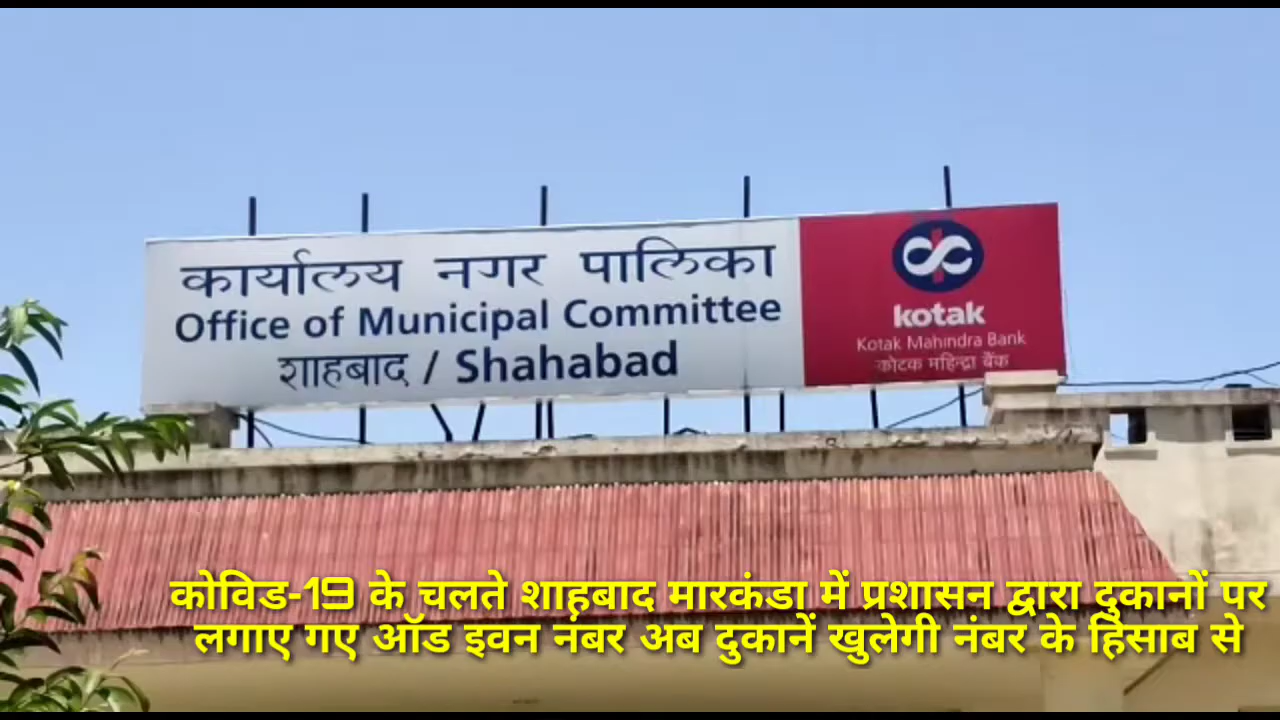 कार्यालय नगर पालिका
Office of Municipal Committee
शाहबाद / Shahabad
kotak
Kotak Mahindra Bank
कोटक महिन्द्रा बैंक
कोविड-19 के चलते शाहबाद मारकंडा में प्रशासन द्वारा दुकानों पर
लगाए गए ऑड इवन नंबर अब दुकानें खुलेगी नंबर के हिसाब से